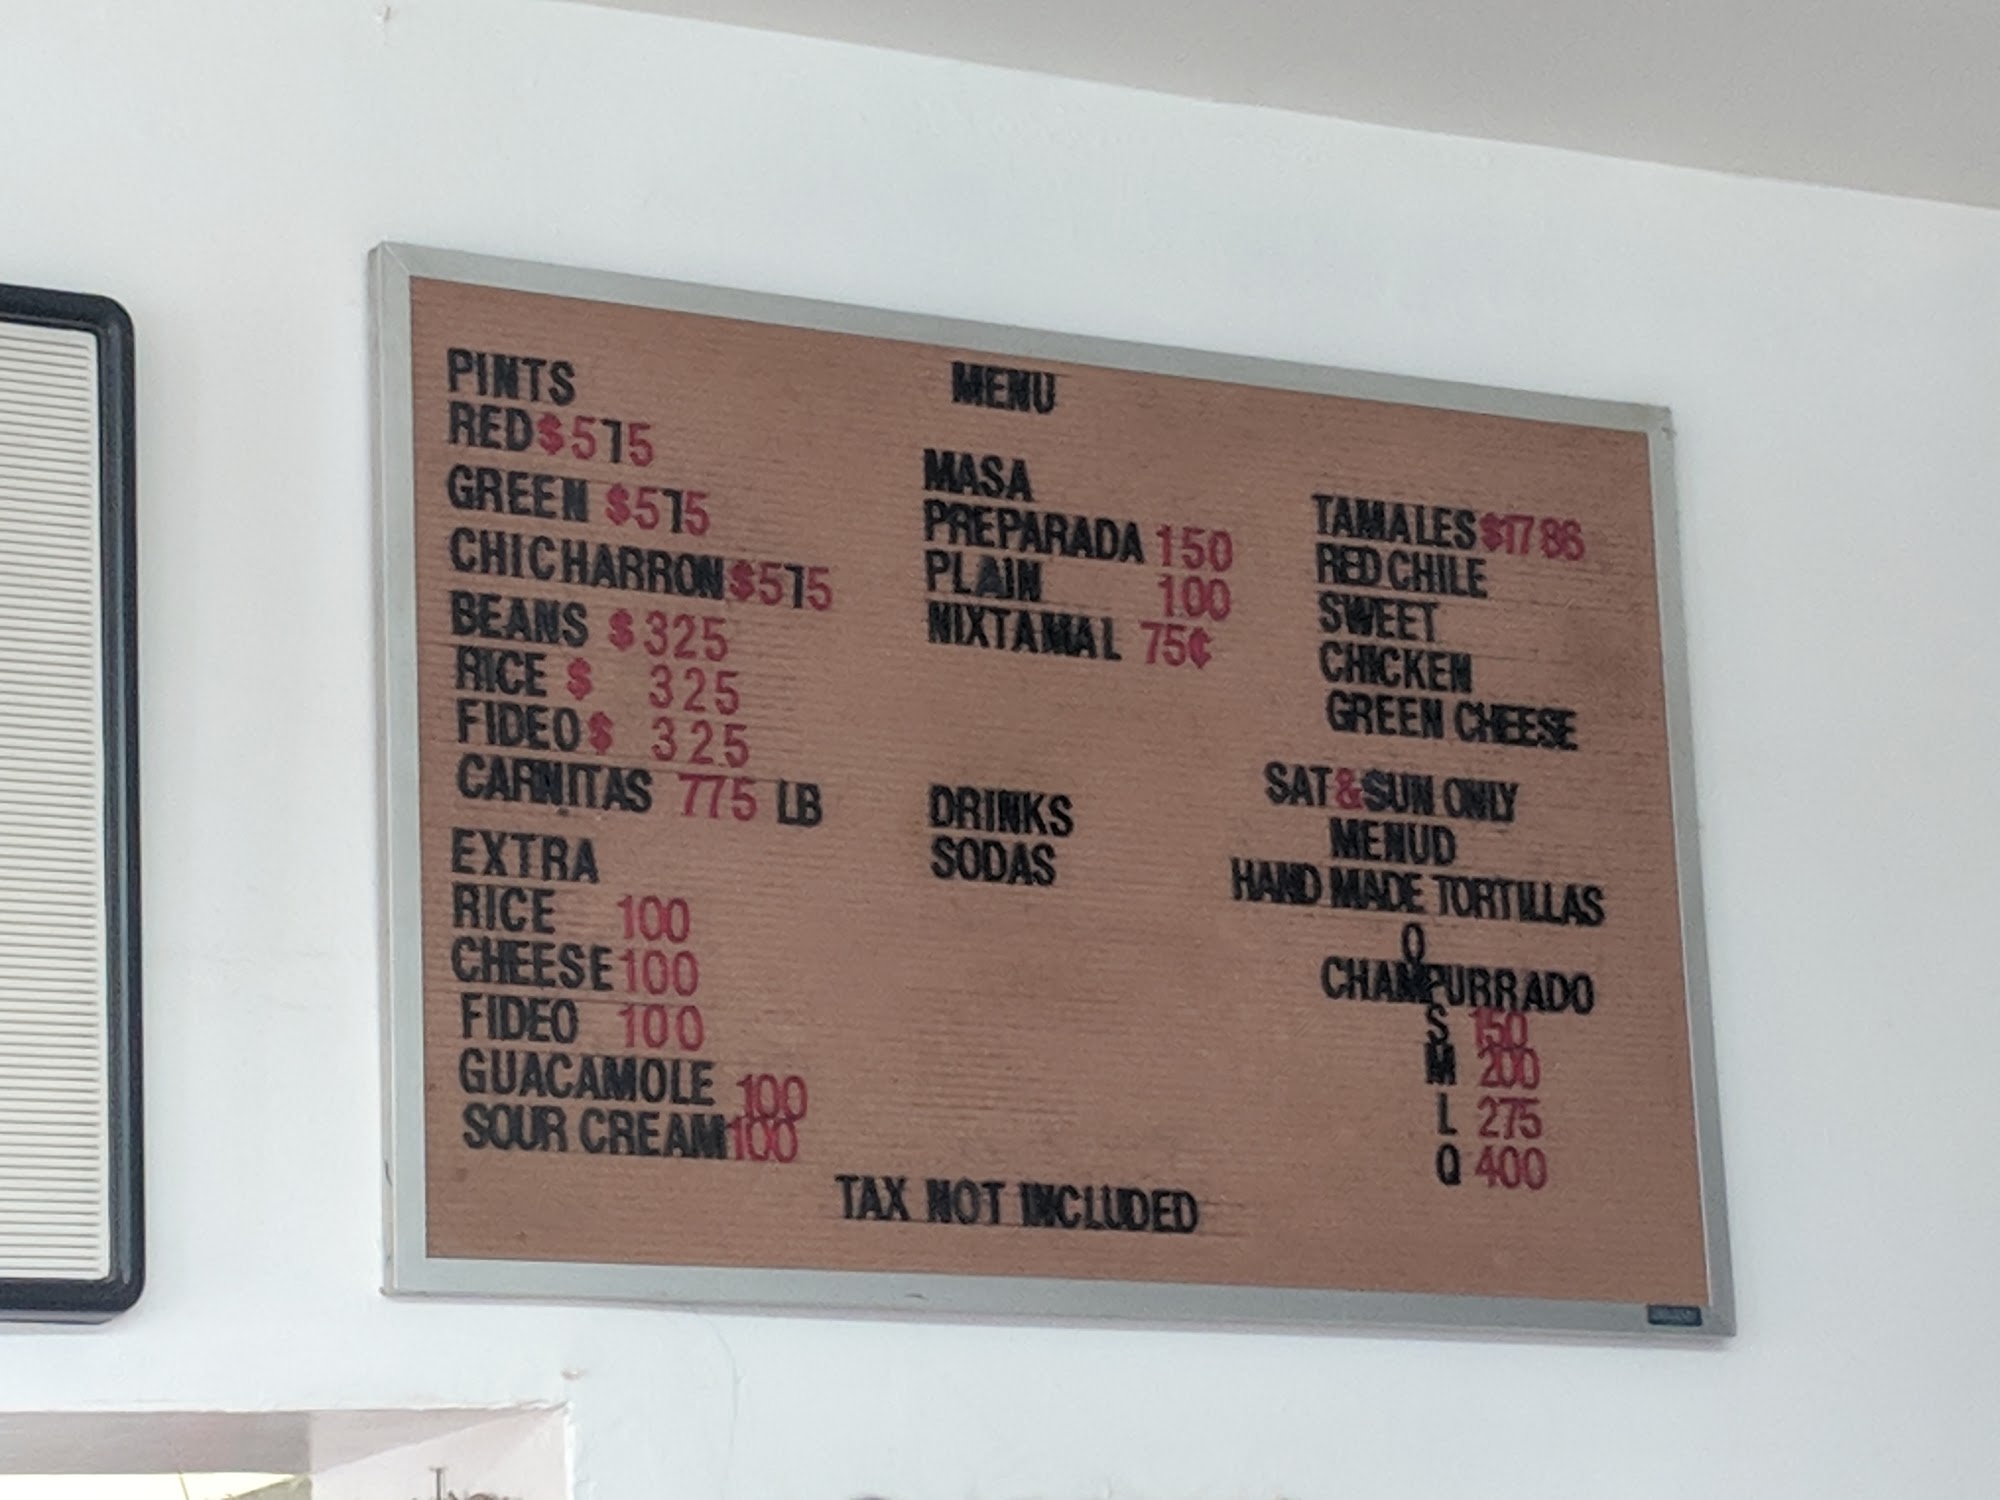 MENU
PINTS
RED $575
GREEN $575
CHICHARRON $575
BEANS $325
RICE $ 325
FIDEO $ 325
CARNITAS 775 LB
EXTRA
RICE 100
CHEESE 100
FIDEO 100
GUACAMOLE 100
SOUR CREAM 100
MASA
PREPARADA 150
PLAIN 100
NIXTAMAL 75¢
DRINKS
SODAS
TAMALES $1786
RED CHILE
SWEET
CHICKEN
GREEN CHEESE
SAT & SUN ONLY
MENUD
HAND MADE TORTILLAS
O
CHAMPURRADO
S 150
M 200
L 275
Q 400
TAX NOT INCLUDED